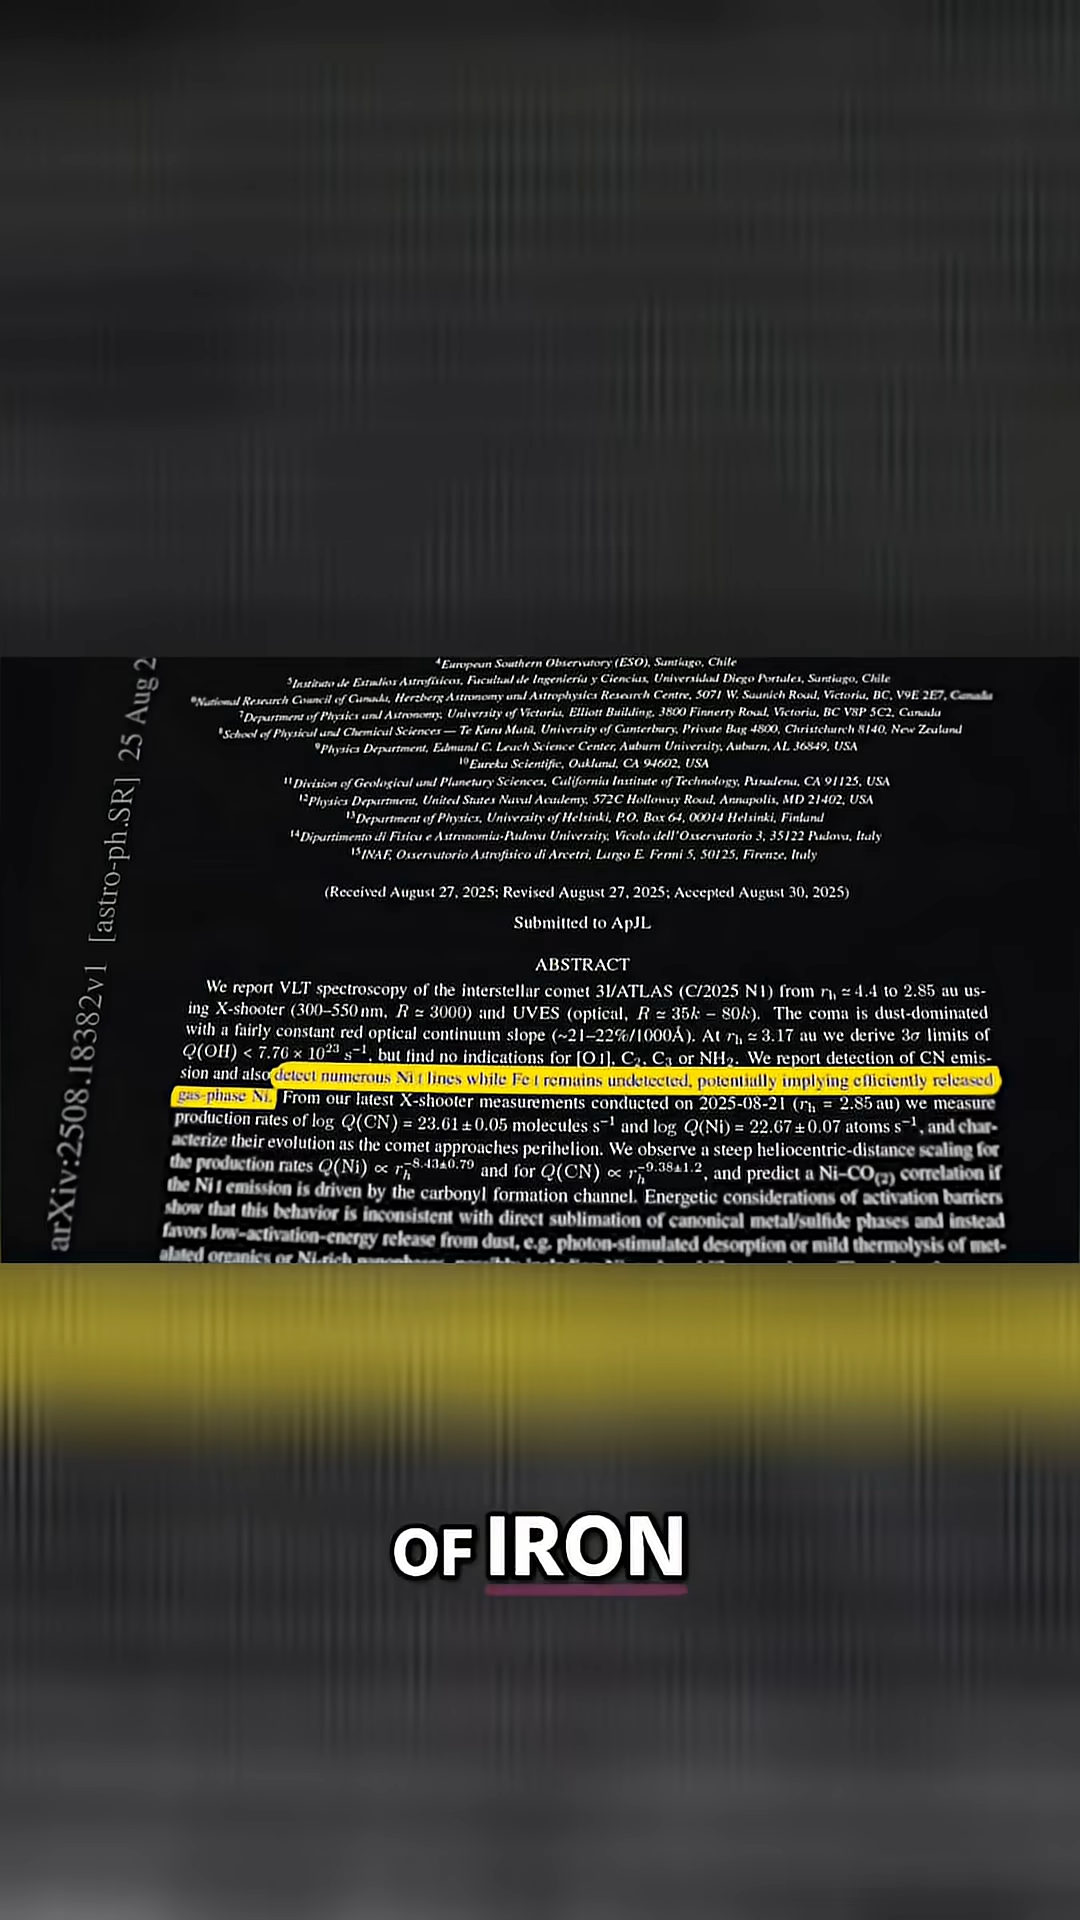 ⁴European Southern Observatory (ESO), Santiago, Chile
⁵Instituto de Estudios Astrofísicos, Facultad de Ingeniería y Ciencias, Universidad Diego Portales, Santiago, Chile
⁶National Research Council of Canada, Herzberg Astronomy and Astrophysics Research Centre, 5071 W. Saanich Road, Victoria, BC, V9E 2E7, Canada
⁷Department of Physics and Astronomy, University of Victoria, Elliott Building, 3800 Finnerty Road, Victoria, BC V8P 5C2, Canada
⁸School of Physical and Chemical Sciences — Te Kura Matū, University of Canterbury, Private Bag 4800, Christchurch 8140, New Zealand
⁹Physics Department, Edmund C. Leach Science Center, Auburn University, Auburn, AL 36849, USA
¹⁰Eureka Scientific, Oakland, CA 94602, USA
¹¹Division of Geological and Planetary Sciences, California Institute of Technology, Pasadena, CA 91125, USA
¹²Physics Department, United States Naval Academy, 572C Holloway Road, Annapolis, MD 21402, USA
¹³Department of Physics, University of Helsinki, P.O. Box 64, 00014 Helsinki, Finland
¹⁴Dipartimento di Fisica e Astronomia-Padova University, Vicolo dell'Osservatorio 3, 35122 Padova, Italy
¹⁵INAF, Osservatorio Astrofisico di Arcetri, Largo E. Fermi 5, 50125, Firenze, Italy
(Received August 27, 2025; Revised August 27, 2025; Accepted August 30, 2025)
Submitted to ApJL
ABSTRACT
We report VLT spectroscopy of the interstellar comet 3I/ATLAS (C/2025 N1) from rₕ ≃ 4.4 to 2.85 au us-
ing X-shooter (300–550 nm, R ≃ 3000) and UVES (optical, R ≃ 35k – 80k). The coma is dust-dominated
with a fairly constant red optical continuum slope (~21–22%/1000Å). At rₕ ≃ 3.17 au we derive 3σ limits of
Q(OH) < 7.76 × 10²³ s⁻¹, but find no indications for [O I], C₂, C₃ or NH₂. We report detection of CN emis-
sion and also detect numerous Ni I lines while Fe I remains undetected, potentially implying efficiently released
gas-phase Ni. From our latest X-shooter measurements conducted on 2025-08-21 (rₕ = 2.85 au) we measure
production rates of log Q(CN) = 23.61 ± 0.05 molecules s⁻¹ and log Q(Ni) = 22.67 ± 0.07 atoms s⁻¹, and char-
acterize their evolution as the comet approaches perihelion. We observe a steep heliocentric-distance scaling for
the production rates Q(Ni) ∝ rₕ^−8.43±0.79 and for Q(CN) ∝ rₕ^−9.38±1.2, and predict a Ni–CO₍₂₎ correlation if
the Ni I emission is driven by the carbonyl formation channel. Energetic considerations of activation barriers
show that this behavior is inconsistent with direct sublimation of canonical metal/sulfide phases and instead
favors low-activation-energy release from dust, e.g. photon-stimulated desorption or mild thermolysis of met-
alated organics or Ni-rich
arXiv:2508.18382v1 [astro-ph.SR] 25 Aug 2
OF IRON